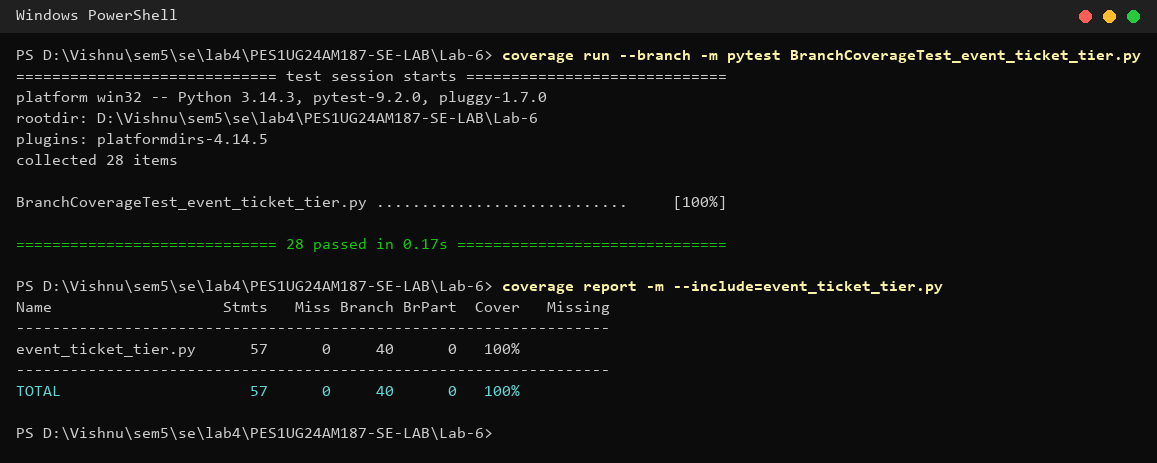 Windows PowerShell
PS D:\Vishnu\sem5\se\lab4\PES1UG24AM187-SE-LAB\Lab-6> coverage run --branch -m pytest BranchCoverageTest_event_ticket_tier.py
============================= test session starts =============================
platform win32 -- Python 3.14.3, pytest-9.2.0, pluggy-1.7.0
rootdir: D:\Vishnu\sem5\se\lab4\PES1UG24AM187-SE-LAB\Lab-6
plugins: platformdirs-4.14.5
collected 28 items
BranchCoverageTest_event_ticket_tier.py ............................     [100%]
============================= 28 passed in 0.17s ==============================
PS D:\Vishnu\sem5\se\lab4\PES1UG24AM187-SE-LAB\Lab-6> coverage report -m --include=event_ticket_tier.py
Name                   Stmts   Miss Branch BrPart  Cover   Missing
------------------------------------------------------------------
event_ticket_tier.py      57      0     40      0   100%
------------------------------------------------------------------
TOTAL                     57      0     40      0   100%
PS D:\Vishnu\sem5\se\lab4\PES1UG24AM187-SE-LAB\Lab-6>